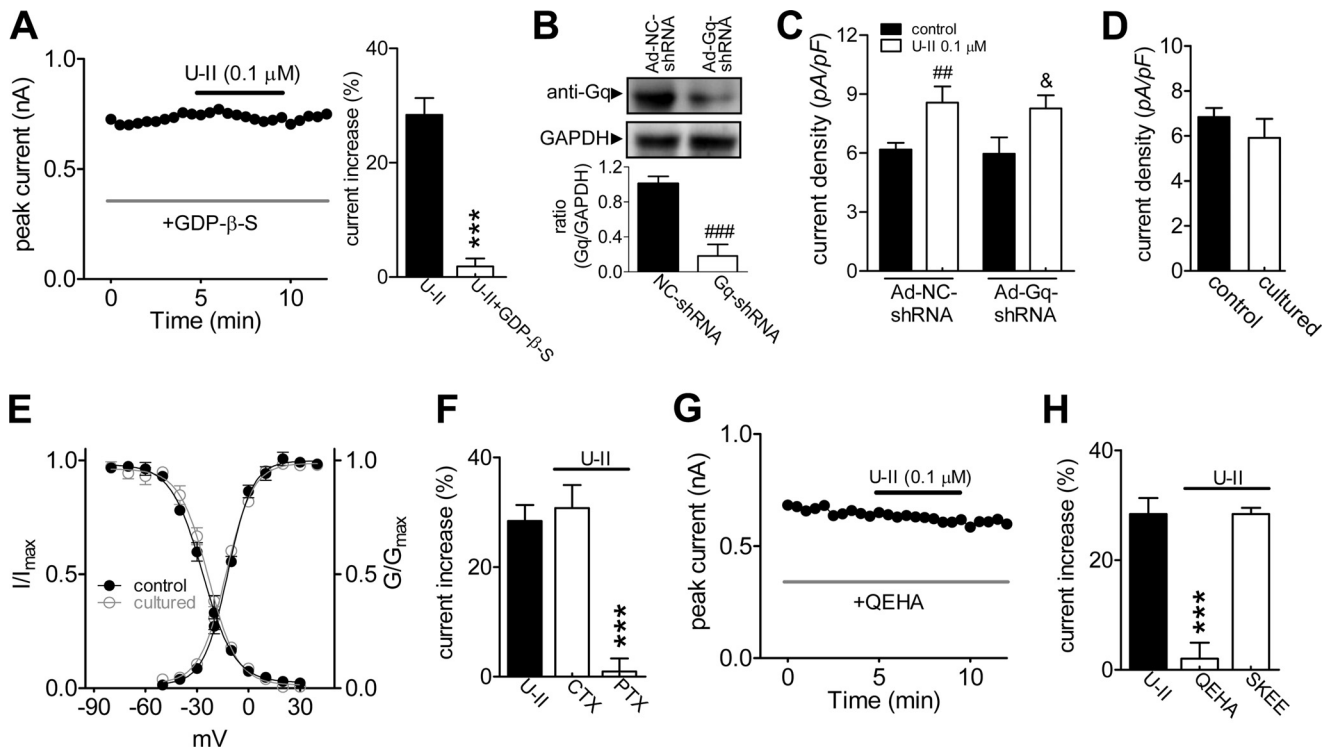 A
peak current (nA)
1.0
0.5
0.0
U-II (0.1 μM)
+GDP-β-S
0
5
10
Time (min)
current increase (%)
40
20
0
***
U-II
U-II+GDP-β-S
B
Ad-NC-
shRNA
Ad-Gq-
shRNA
anti-Gq
GAPDH
ratio
(Gq/GAPDH)
1.2
0.8
0.4
0.0
###
NC-shRNA
Gq-shRNA
C
current density (pA/pF)
12
9
6
3
0
control
U-II 0.1 μM
##
&
Ad-NC-
shRNA
Ad-Gq-
shRNA
D
current density (pA/pF)
10
8
6
4
2
0
control
cultured
E
I/Imax
1.0
0.5
0.0
control
cultured
1.0
0.5
0.0
G/Gmax
-90
-60
-30
0
30
mV
F
current increase (%)
40
20
0
U-II
***
U-II
CTX
PTX
G
peak current (nA)
1.0
0.5
0.0
U-II (0.1 μM)
+QEHA
0
5
10
Time (min)
H
current increase (%)
40
20
0
U-II
***
U-II
QEHA
SKEE